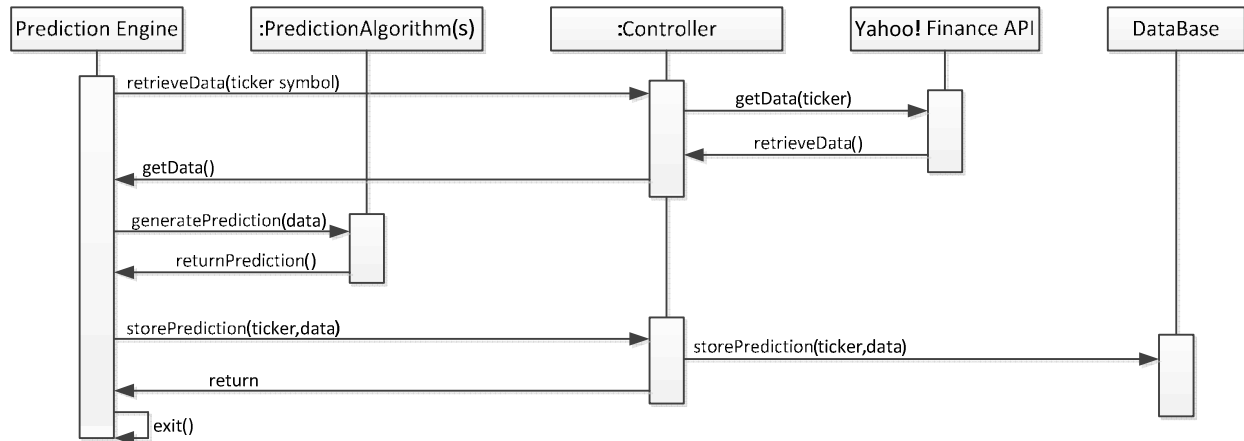 Prediction Engine
:PredictionAlgorithm(s)
:Controller
Yahoo! Finance API
DataBase
retrieveData(ticker symbol)
getData(ticker)
retrieveData()
getData()
generatePrediction(data)
returnPrediction()
storePrediction(ticker,data)
storePrediction(ticker,data)
return
exit()